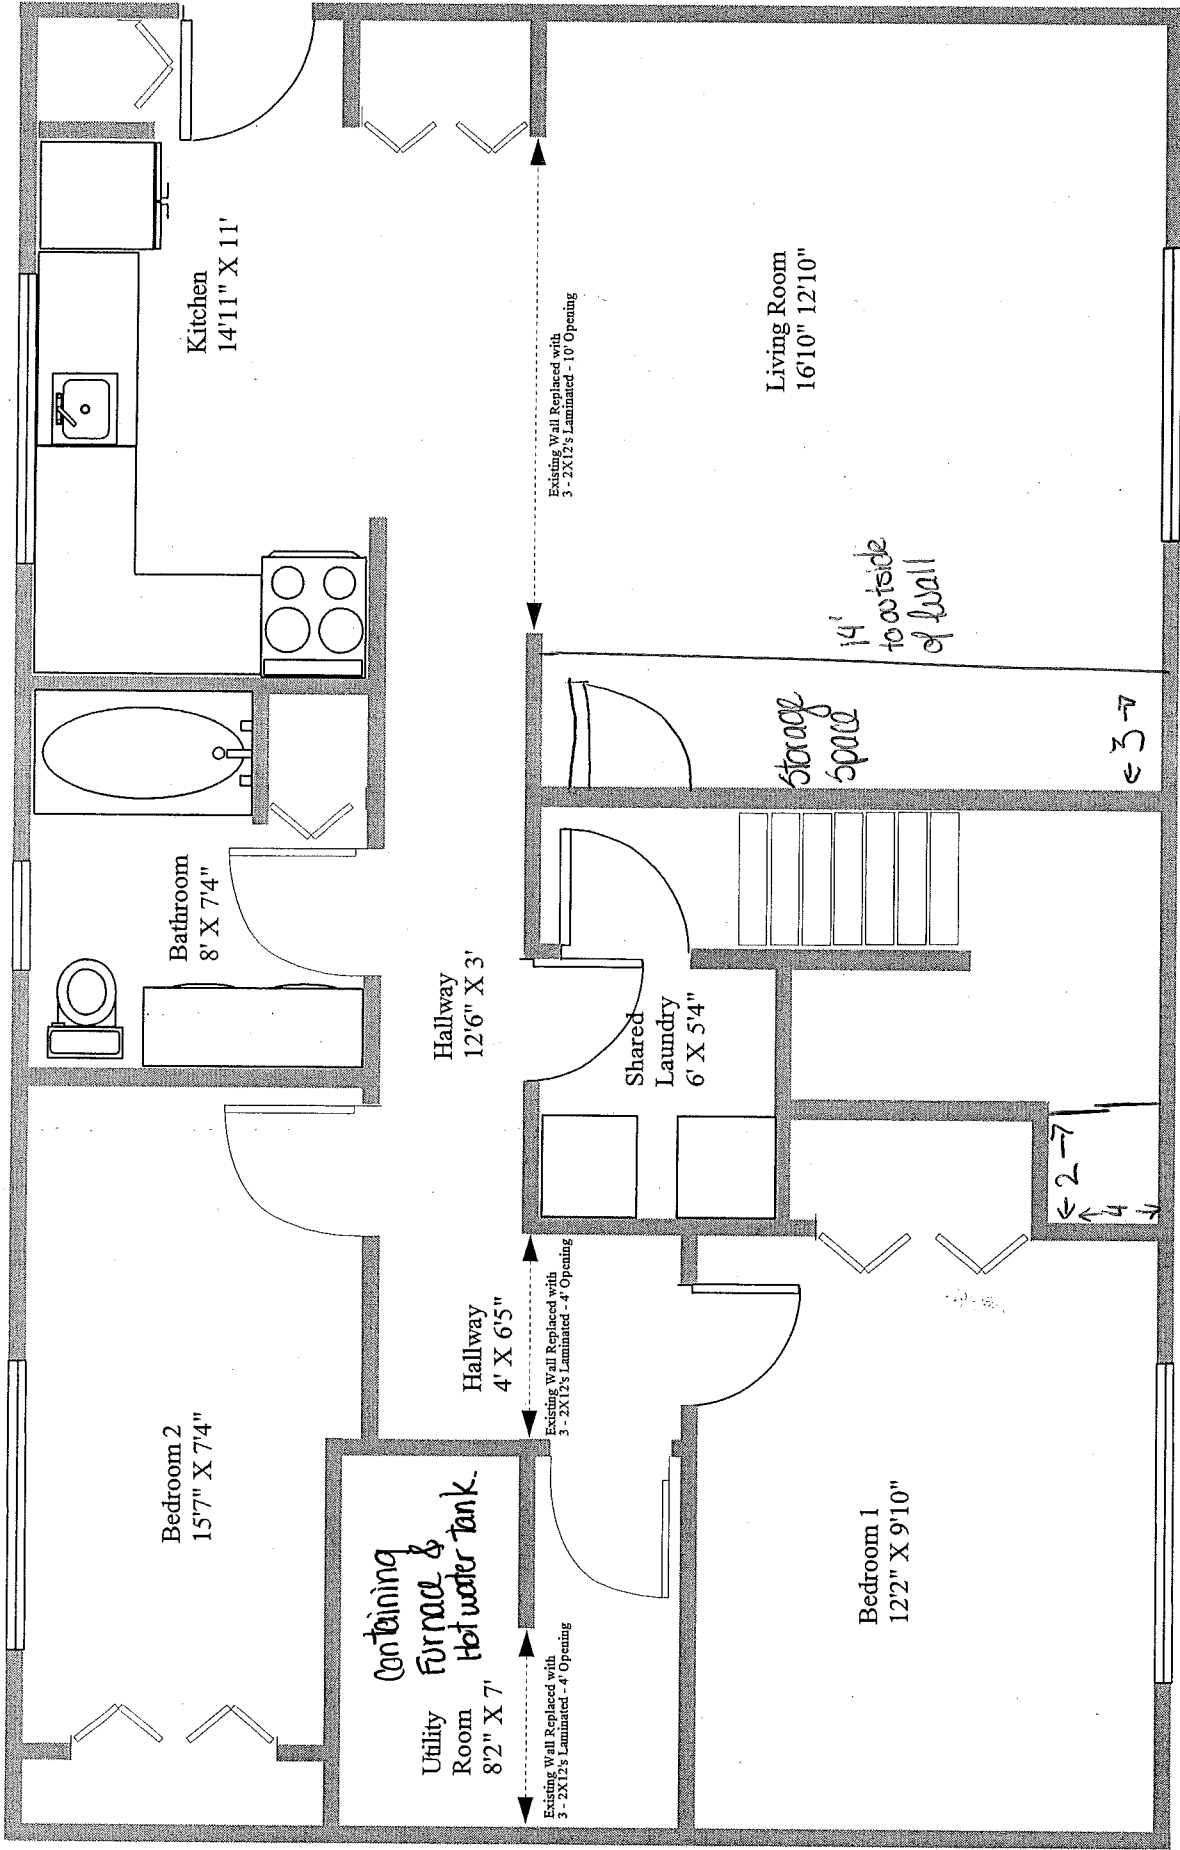 Bedroom 2
15'7" X 7'4"
Bathroom
8' X 7'4"
Kitchen
14'11" X 11'
Containing
Furnace &
Hot water Tank.
Utility
Room
8'2" X 7'
Hallway
4' X 6'5"
Hallway
12'6" X 3'
Existing Wall Replaced with
3 - 2X12's Laminated - 4' Opening
Existing Wall Replaced with
3 - 2X12's Laminated - 4' Opening
Existing Wall Replaced with
3 - 2X12's Laminated - 10' Opening
Shared
Laundry
6' X 5'4"
Storage
Space
14'
to outside
of wall
Living Room
16'10" 12'10"
Bedroom 1
12'2" X 9'10"
2
4
3